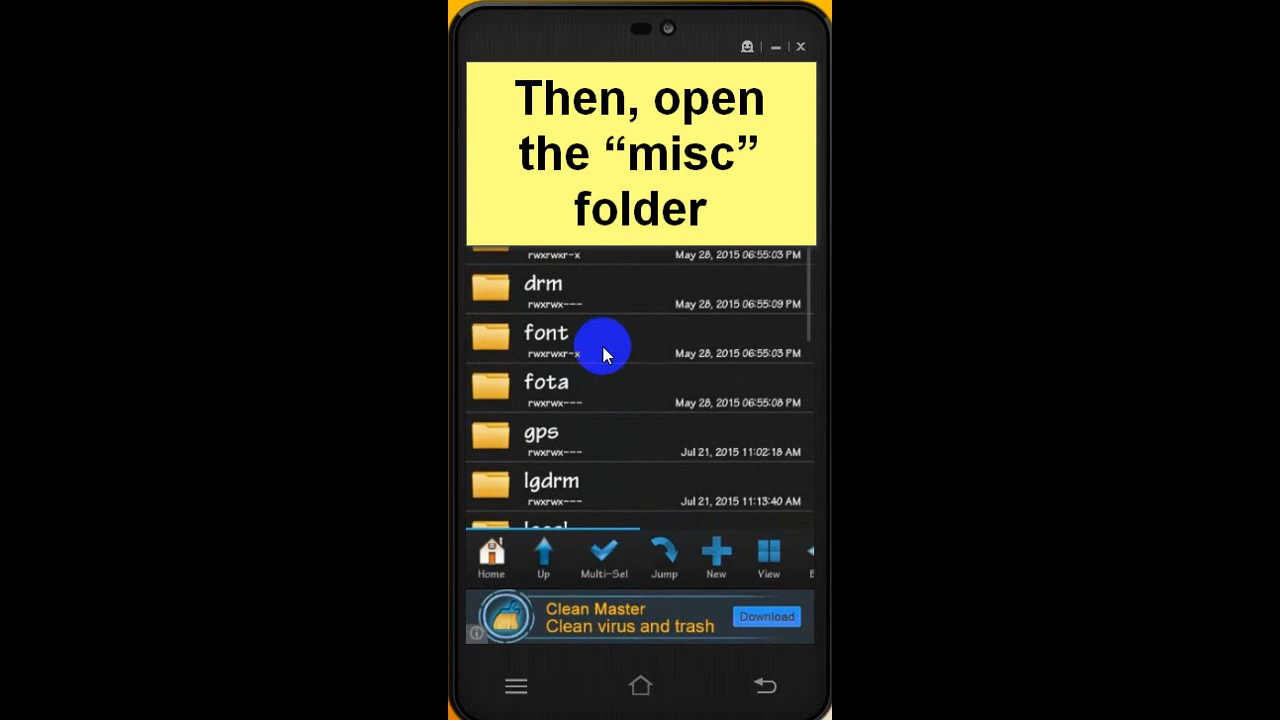 Then, open
the “misc”
folder
rwxrwxr-x May 28, 2015 06:55:03 PM
drm
rwxrwx--- May 28, 2015 06:55:09 PM
font
rwxrwxr-x May 28, 2015 06:55:03 PM
fota
rwxrwx--- May 28, 2015 06:55:08 PM
gps
rwxrwx--- Jul 21, 2015 11:02:18 AM
lgdrm
rwxrwx--- Jul 21, 2015 11:13:40 AM
Home Up Multi-Sel Jump New View
Clean Master
Clean virus and trash
Download